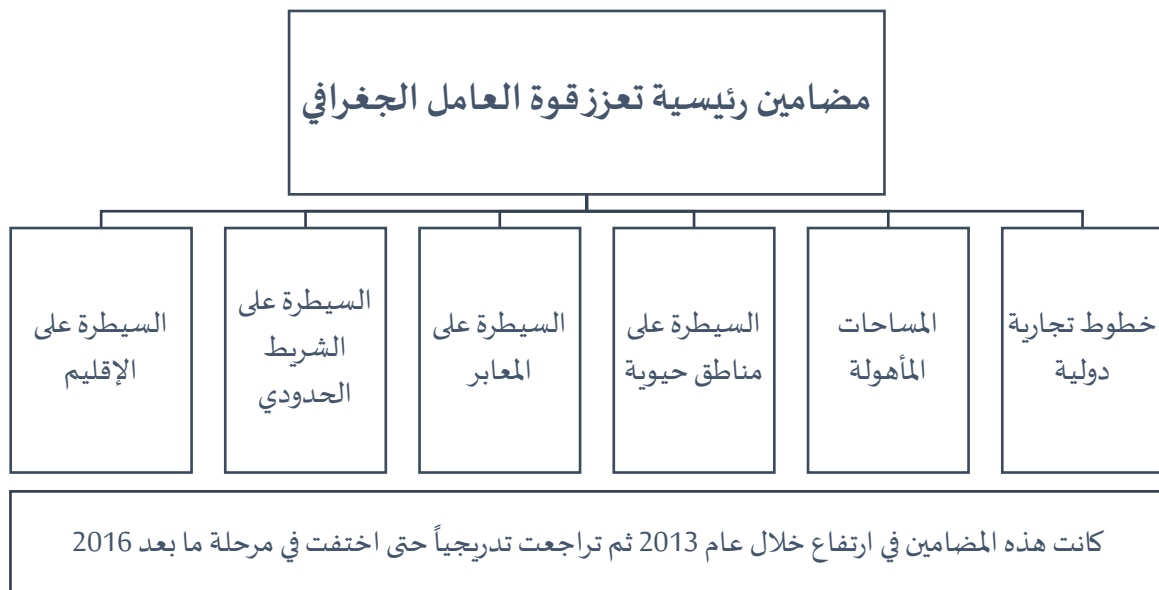 مضامين رئيسية تعزز قوة العامل الجغرافي
خطوط تجارية
دولية
المساحات
المأهولة
السيطرة على
مناطق حيوية
السيطرة على
المعابر
السيطرة على
الشريط
الحدودي
السيطرة على
الإقليم
كانت هذه المضامين في ارتفاع خلال عام 2013 ثم تراجعت تدريجياً حتى اختفت في مرحلة ما بعد 2016